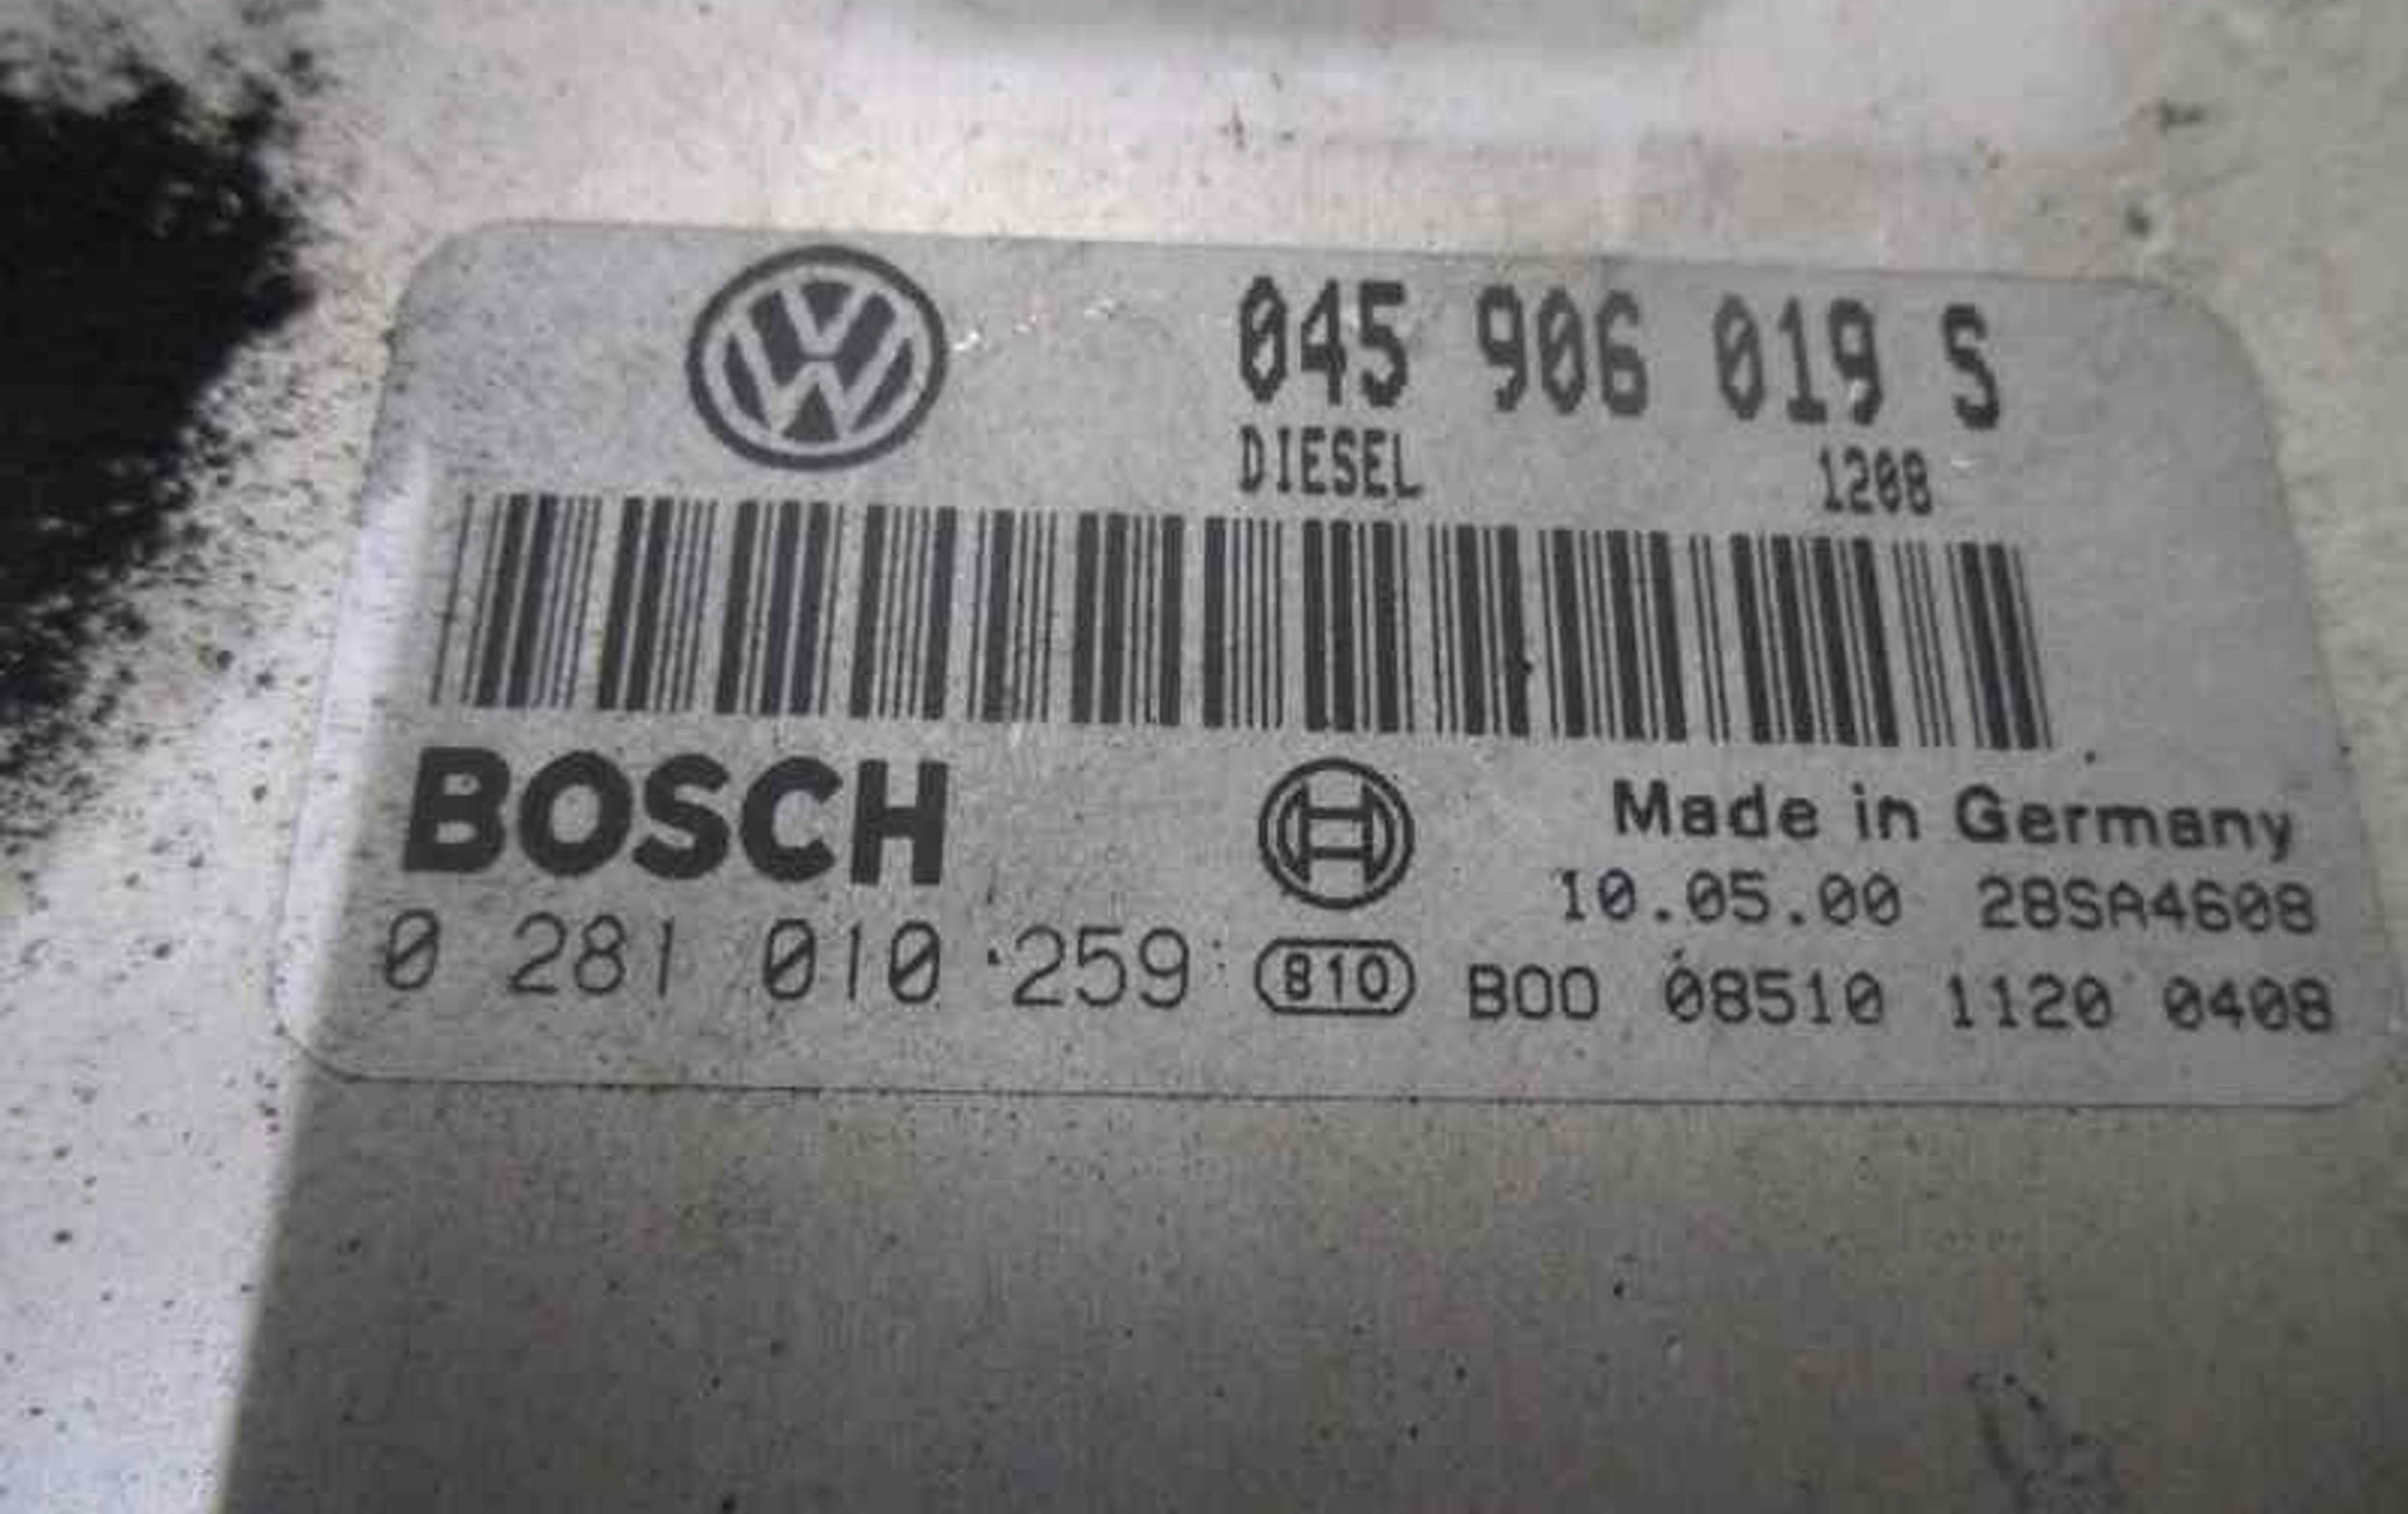 045 906 019 S
DIESEL 1208
BOSCH
Made in Germany
10.05.00 28SA4608
0 281 010 259 810 B00 08510 1120 0408